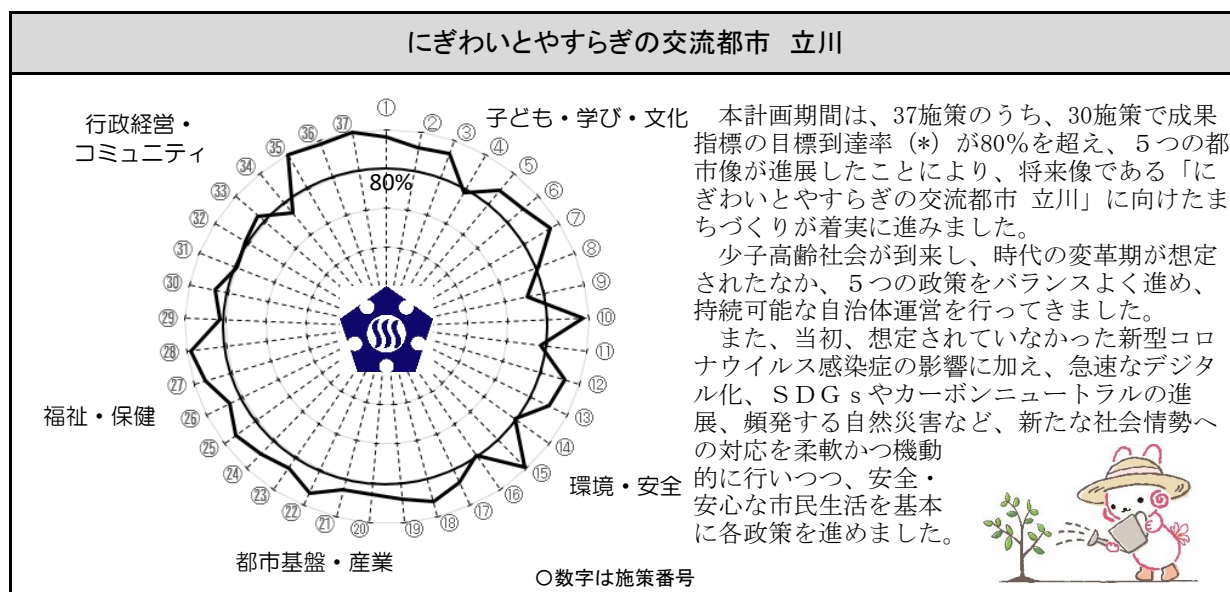 にぎわいとやすらぎの交流都市　立川
行政経営・
コミュニティ
子ども・学び・文化
環境・安全
都市基盤・産業
福祉・保健
80%
①
②
③
④
⑤
⑥
⑦
⑧
⑨
⑩
⑪
⑫
⑬
⑭
⑮
⑯
⑰
⑱
⑲
⑳
㉑
㉒
㉓
㉔
㉕
㉖
㉗
㉘
㉙
㉚
㉛
㉜
㉝
㉞
㉟
㊱
㊲
〇数字は施策番号
　本計画期間は、37施策のうち、30施策で成果
指標の目標到達率（*）が80％を超え、５つの都
市像が進展したことにより、将来像である「に
ぎわいとやすらぎの交流都市 立川」に向けたま
ちづくりが着実に進みました。
　少子高齢社会が到来し、時代の変革期が想定
されたなか、５つの政策をバランスよく進め、
持続可能な自治体運営を行ってきました。
　また、当初、想定されていなかった新型コロ
ナウイルス感染症の影響に加え、急速なデジタ
ル化、ＳＤＧｓやカーボンニュートラルの進
展、頻発する自然災害など、新たな社会情勢へ
の対応を柔軟かつ機動
的に行いつつ、安全・
安心な市民生活を基本
に各政策を進めました。